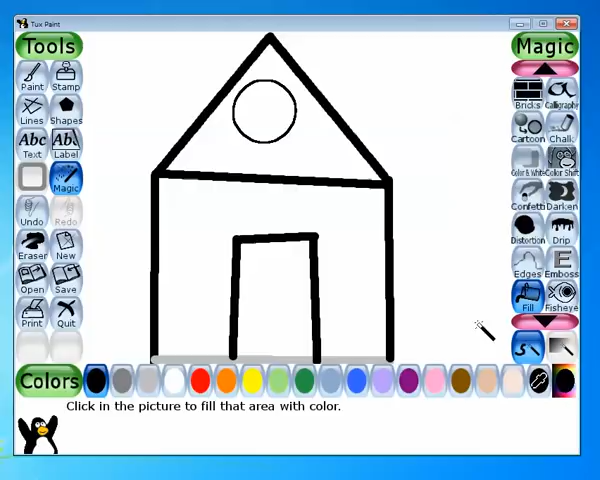 Tux Paint
Tools
Magic
Paint
Stamp
Lines
Shapes
Abc
Abc
Text
Label
Magic
Undo
Redo
Eraser
New
Open
Save
Print
Quit
Bricks
Calligraphy
Cartoon
Chalk
Color & White
Color Shift
Confetti
Darken
Distortion
Drip
Edges
Emboss
Fill
Fisheye
Colors
Click in the picture to fill that area with color.